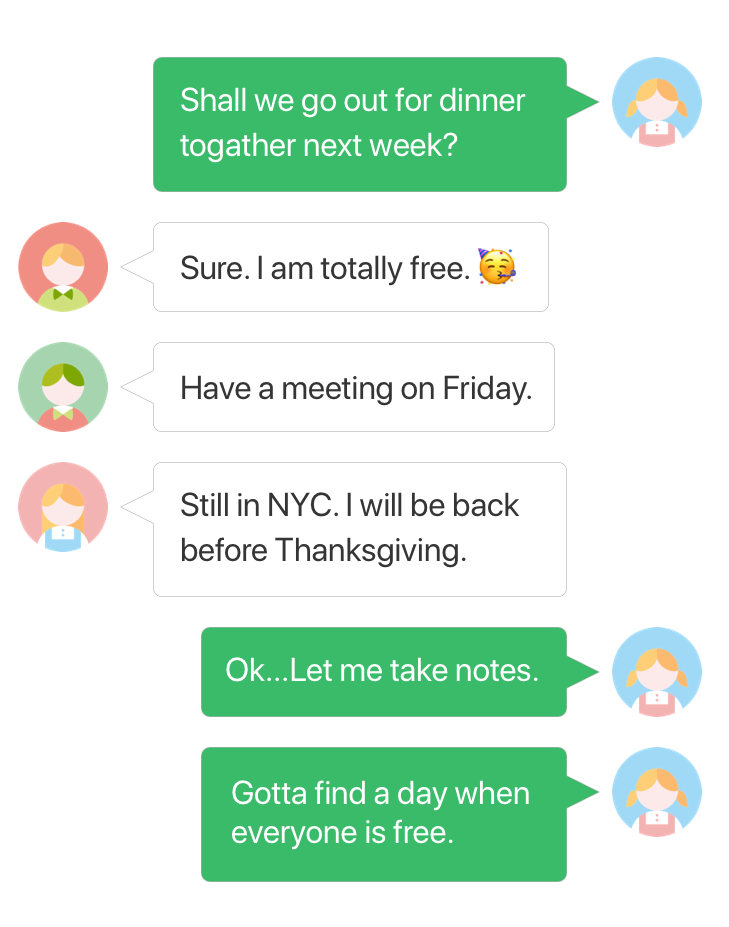 Shall we go out for dinner
togather next week?
Sure. I am totally free. 🥳
Have a meeting on Friday.
Still in NYC. I will be back
before Thanksgiving.
Ok...Let me take notes.
Gotta find a day when
everyone is free.